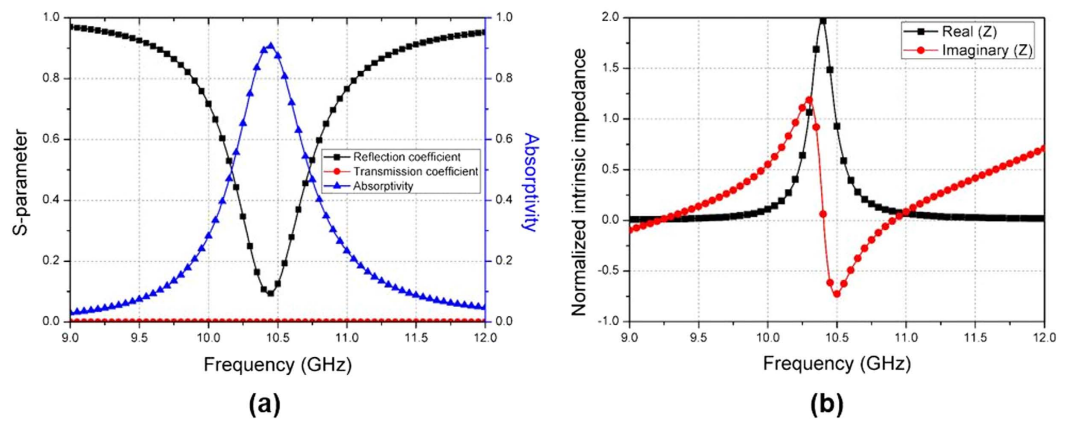 1.0
0.8
0.6
0.4
0.2
0.0
S-parameter
1.0
0.8
0.6
0.4
0.2
0.0
Absorptivity
Reflection coefficient
Transmission coefficient
Absorptivity
9.0 9.5 10.0 10.5 11.0 11.5 12.0
Frequency (GHz)
(a)
2.0
1.5
1.0
0.5
0.0
-0.5
-1.0
Normalized intrinsic impedance
Real (Z)
Imaginary (Z)
9.0 9.5 10.0 10.5 11.0 11.5 12.0
Frequency (GHz)
(b)